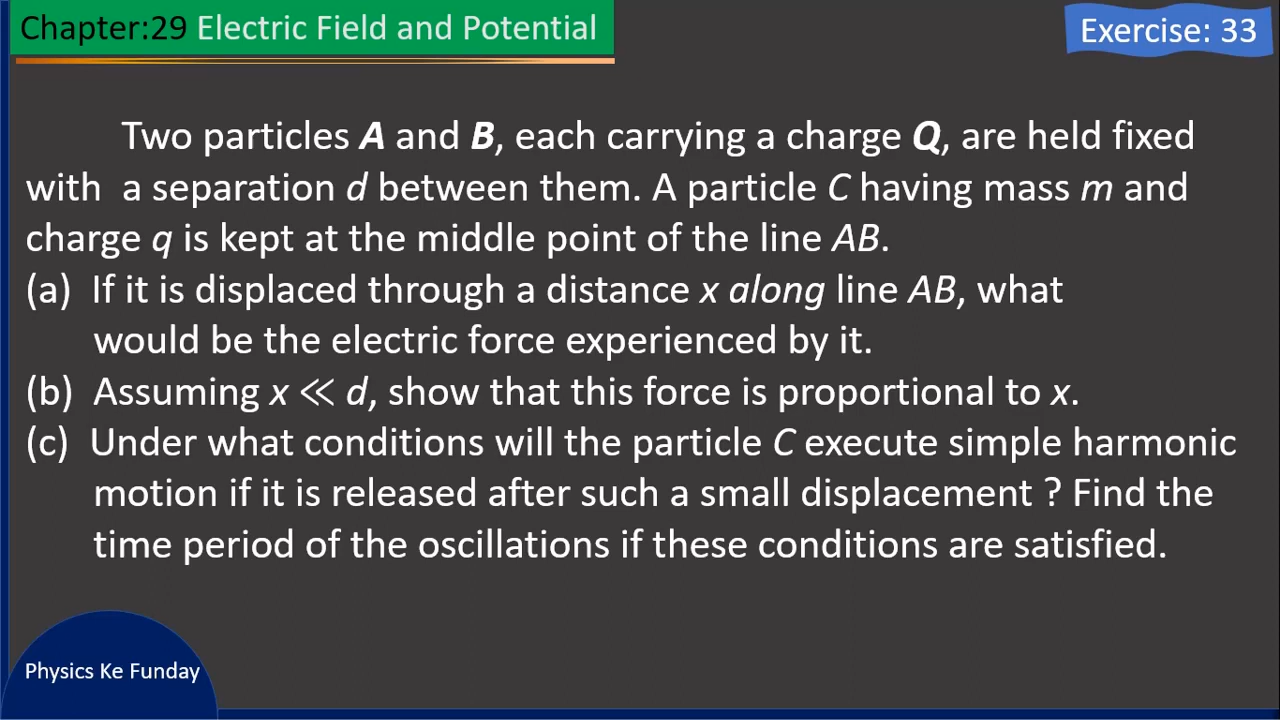 Chapter:29 Electric Field and Potential
Exercise: 33
Two particles A and B, each carrying a charge Q, are held fixed
with a separation d between them. A particle C having mass m and
charge q is kept at the middle point of the line AB.
(a) If it is displaced through a distance x along line AB, what
would be the electric force experienced by it.
(b) Assuming x ≪ d, show that this force is proportional to x.
(c) Under what conditions will the particle C execute simple harmonic
motion if it is released after such a small displacement ? Find the
time period of the oscillations if these conditions are satisfied.
Physics Ke Funday